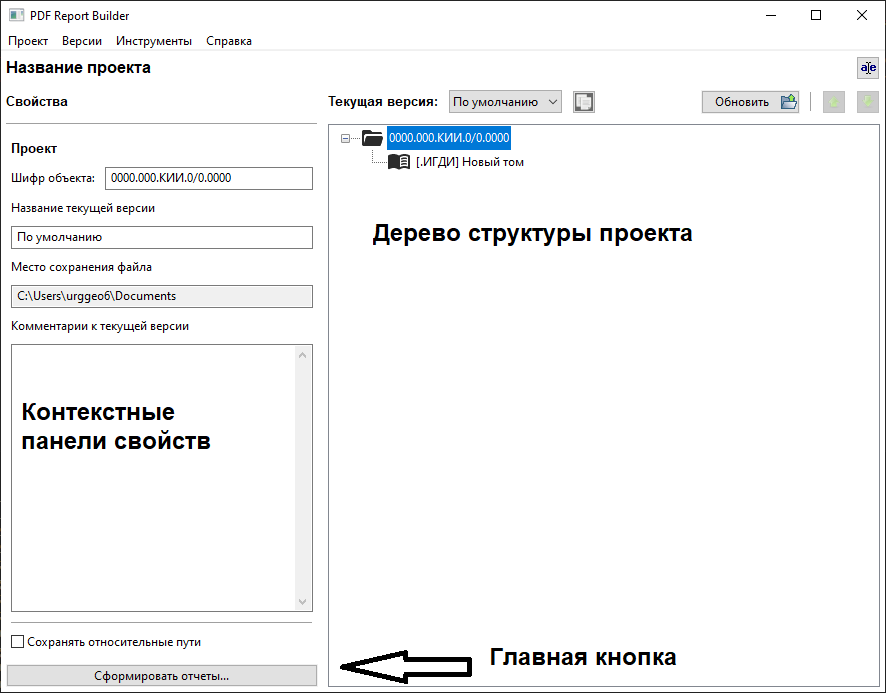 PDF Report Builder
Проект Версии Инструменты Справка
Название проекта
aIe
Свойства
Текущая версия: По умолчанию Обновить
Проект
Шифр объекта: 0000.000.КИИ.0/0.0000
Название текущей версии
По умолчанию
Место сохранения файла
C:\Users\urggeo6\Documents
Комментарии к текущей версии
Контекстные
панели свойств
Сохранять относительные пути
Сформировать отчеты...
0000.000.КИИ.0/0.0000
[.ИГДИ] Новый том
Дерево структуры проекта
Главная кнопка